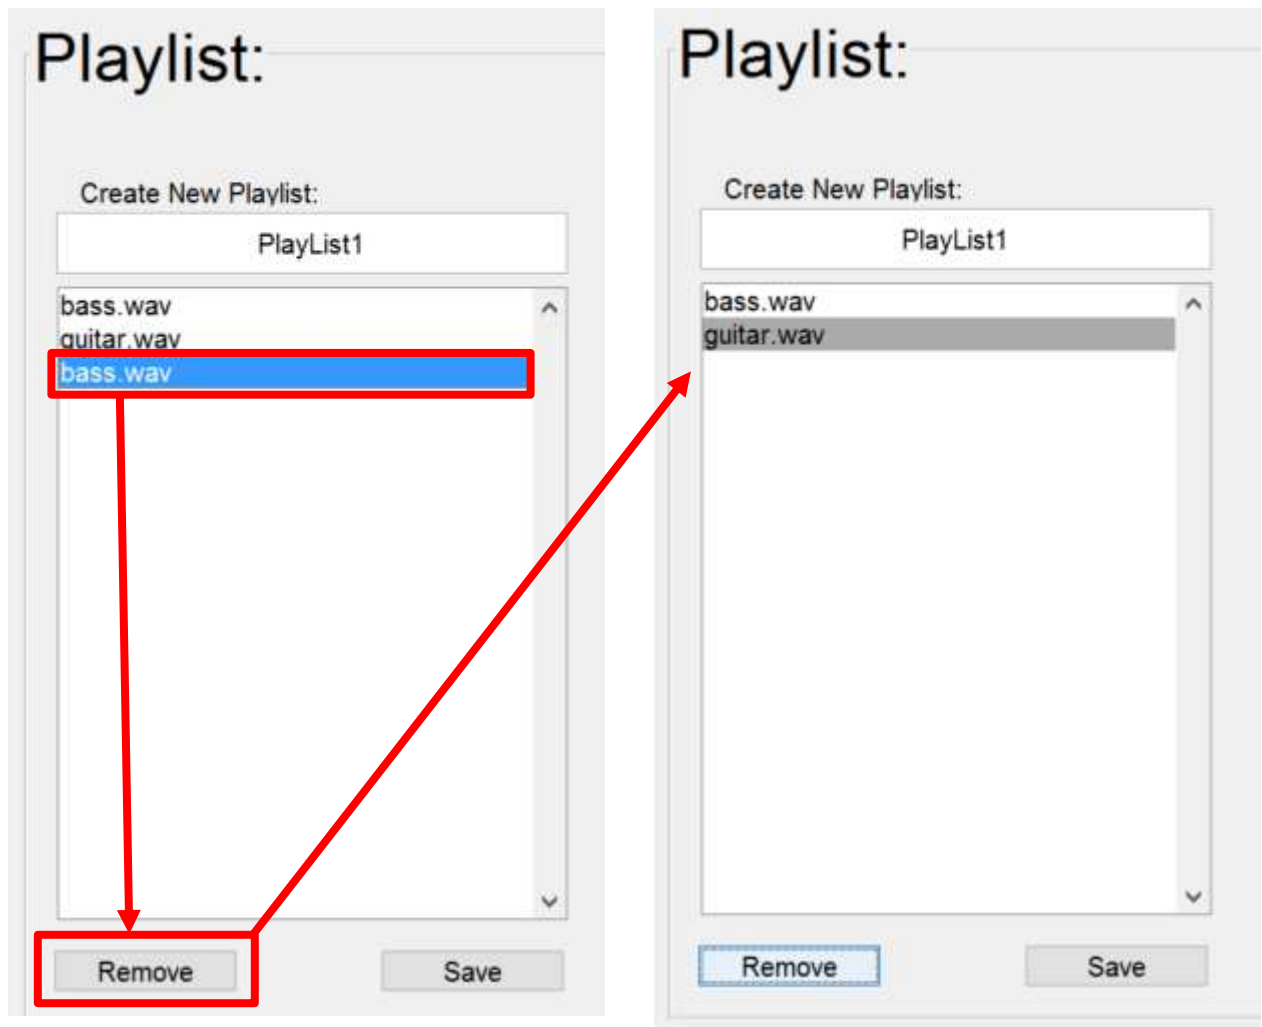 Playlist:
Create New Playlist:
PlayList1
bass.wav
guitar.wav
bass.wav
Remove
Save
Playlist:
Create New Playlist:
PlayList1
bass.wav
guitar.wav
Remove
Save